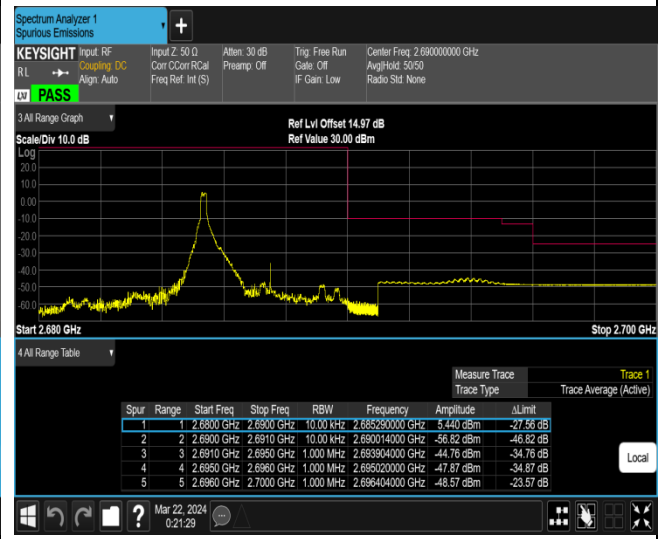 Spectrum Analyzer 1
Spurious Emissions
+
KEYSIGHT Input: RF Input Z: 50 Ω Atten: 30 dB Trig: Free Run Center Freq: 2.690000000 GHz
R L Coupling: DC Corr CCorr RCal Preamp: Off Gate: Off Avg|Hold: 50/50
Align: Auto Freq Ref: Int (S) IF Gain: Low Radio Std: None
LXI PASS
3 All Range Graph
Ref Lvl Offset 14.97 dB
Scale/Div 10.0 dB Ref Value 30.00 dBm
Log
20.0
10.0
0.00
-10.0
-20.0
-30.0
-40.0
-50.0
-60.0
Start 2.680 GHz Stop 2.700 GHz
4 All Range Table
Measure Trace Trace 1
Trace Type Trace Average (Active)
Spur Range Start Freq Stop Freq RBW Frequency Amplitude ΔLimit
1 1 2.6800 GHz 2.6900 GHz 10.00 kHz 2.685290000 GHz 5.440 dBm -27.56 dB
2 2 2.6900 GHz 2.6910 GHz 10.00 kHz 2.690014000 GHz -56.82 dBm -46.82 dB
3 3 2.6910 GHz 2.6950 GHz 1.000 MHz 2.693904000 GHz -44.76 dBm -34.76 dB
4 4 2.6950 GHz 2.6960 GHz 1.000 MHz 2.695020000 GHz -47.87 dBm -34.87 dB
5 5 2.6960 GHz 2.7000 GHz 1.000 MHz 2.696404000 GHz -48.57 dBm -23.57 dB
Local
? Mar 22, 2024
0:21:29